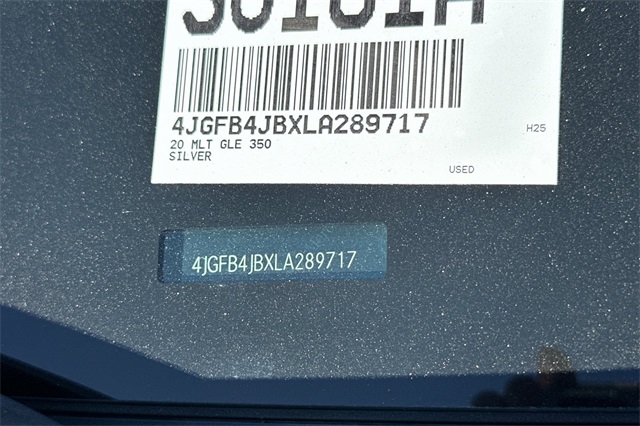 4JGFB4JBXLA289717
H25
20 MLT GLE 350
SILVER
USED
4JGFB4JBXLA289717